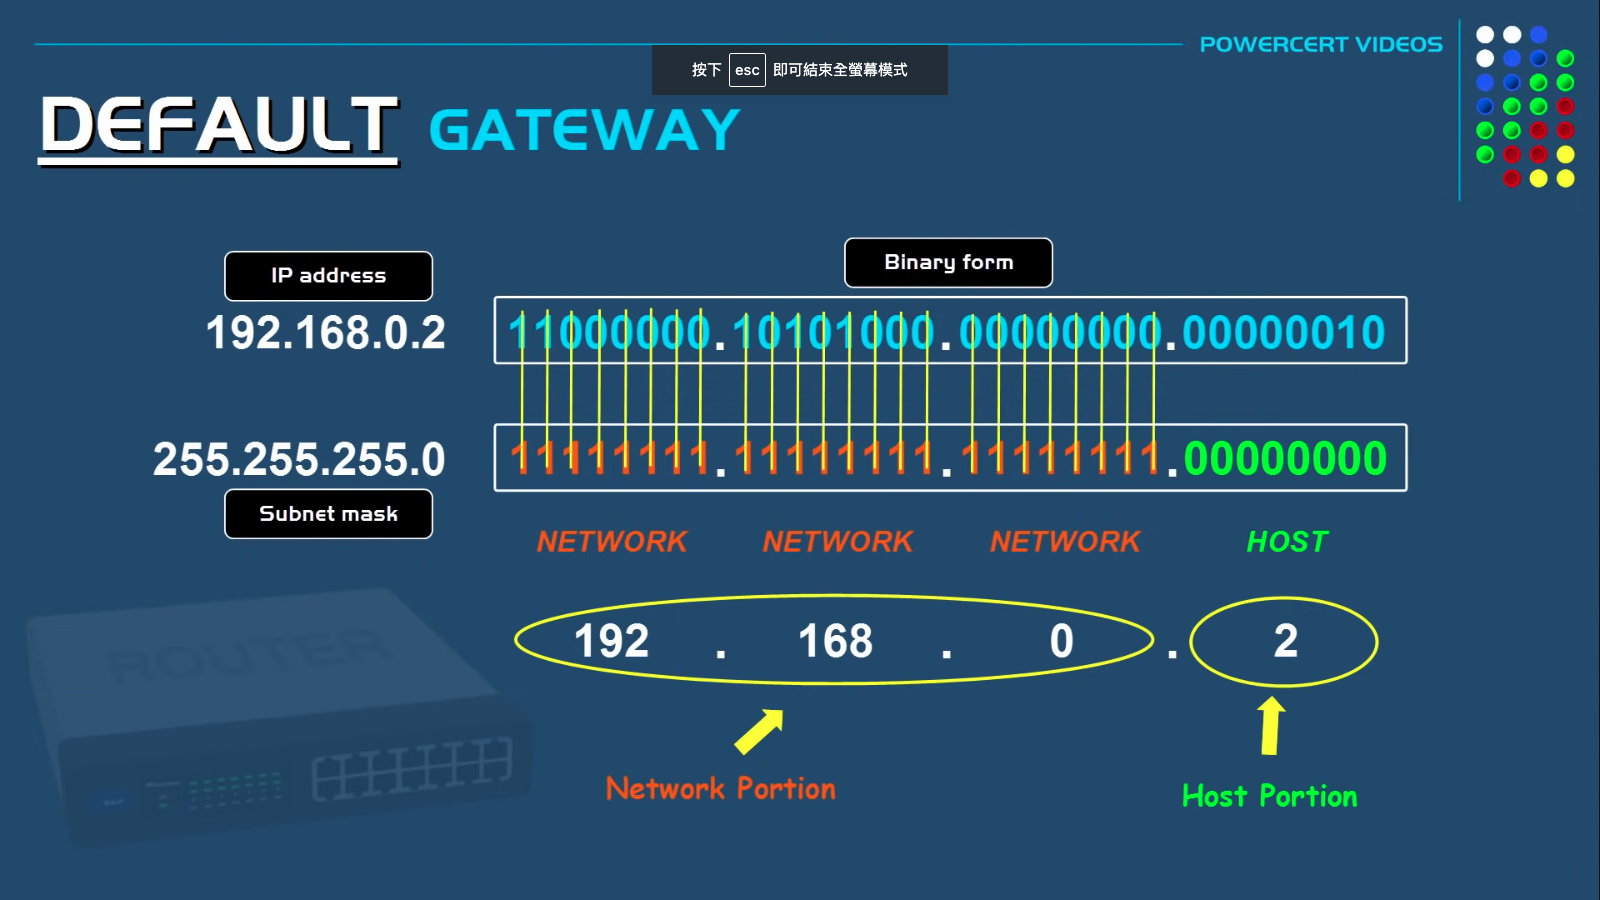 POWERCERT VIDEOS
按下 esc 即可結束全螢幕模式
DEFAULT GATEWAY
IP address
Binary form
192.168.0.2
11000000.10101000.00000000.00000010
255.255.255.0
11111111.11111111.11111111.00000000
Subnet mask
NETWORK NETWORK NETWORK HOST
192 . 168 . 0 . 2
ROUTER
Network Portion
Host Portion